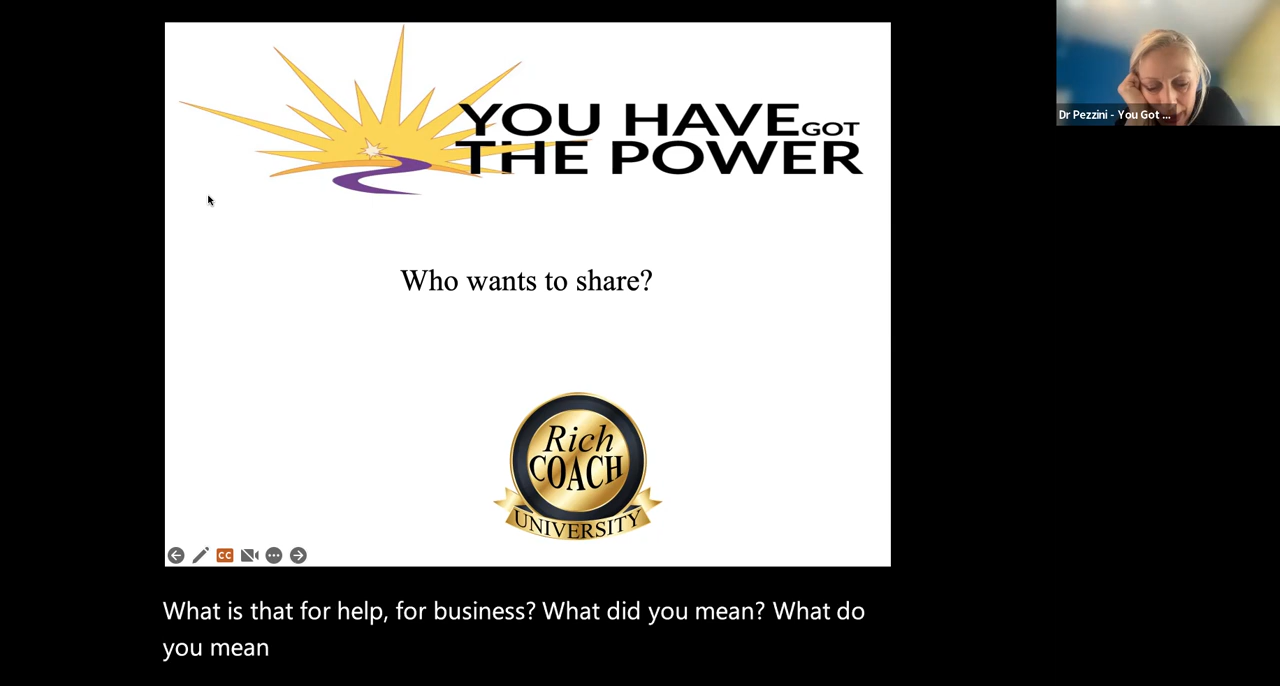 YOU HAVE GOT
THE POWER
Dr Pezzini - You Got ...
Who wants to share?
Rich
COACH
UNIVERSITY
CC
What is that for help, for business? What did you mean? What do
you mean